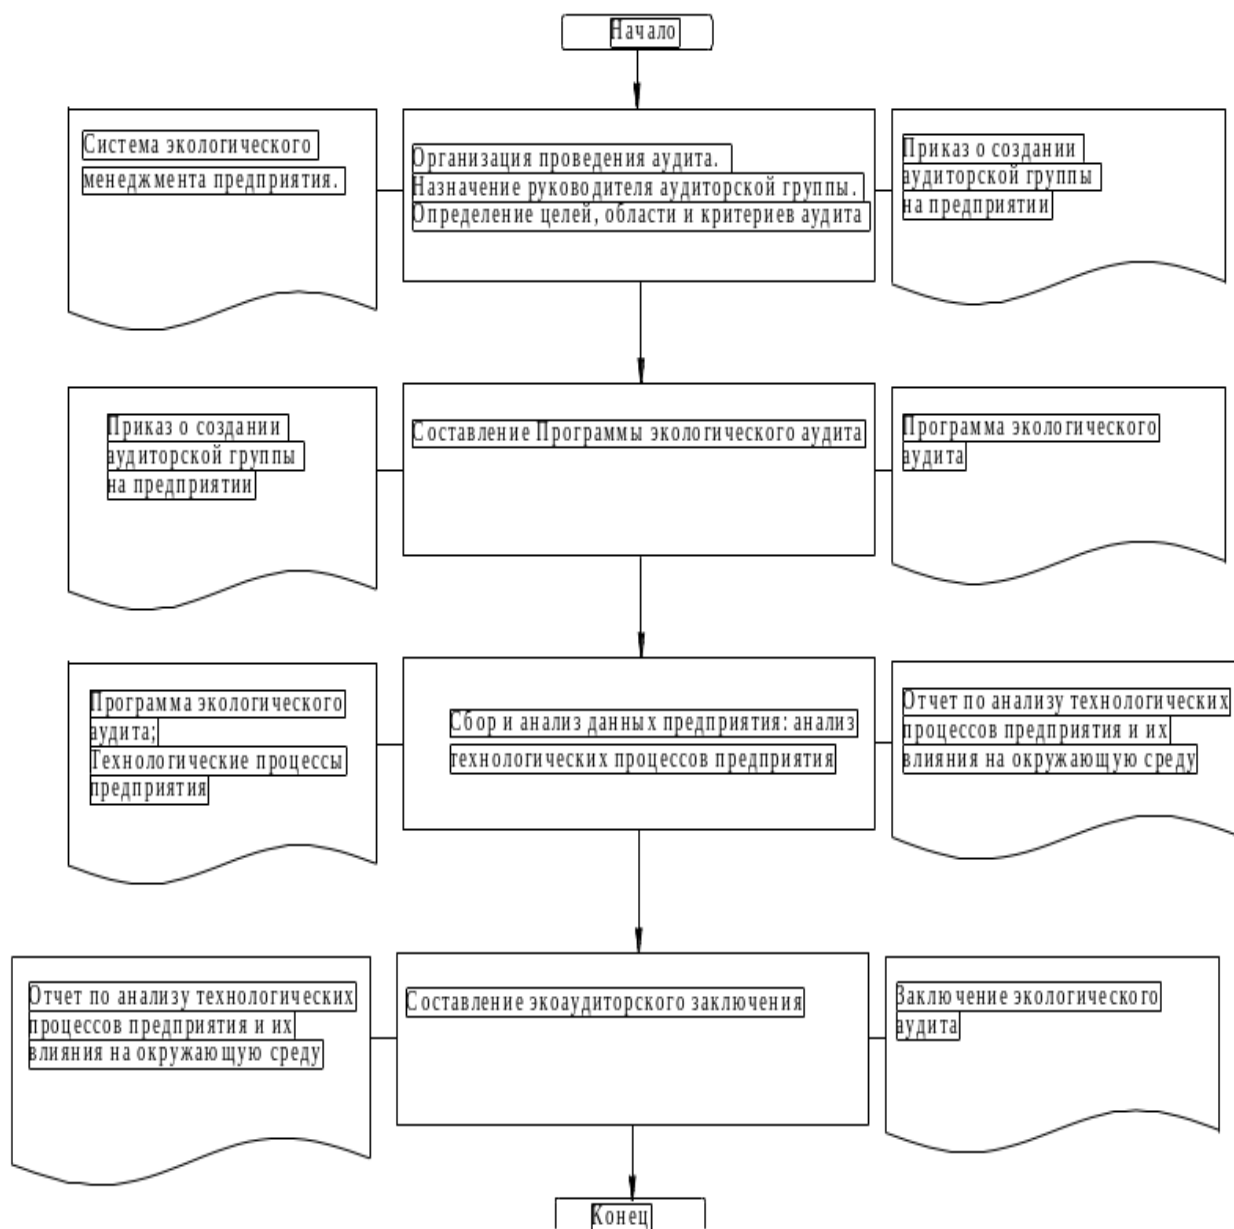 Начало
Система экологического
менеджмента предприятия.
Организация проведения аудита.
Назначение руководителя аудиторской группы.
Определение целей, области и критериев аудита
Приказ о создании
аудиторской группы
на предприятии
Приказ о создании
аудиторской группы
на предприятии
Составление Программы экологического аудита
Программа экологического
аудита
Программа экологического
аудита;
Технологические процессы
предприятия
Сбор и анализ данных предприятия: анализ
технологических процессов предприятия
Отчет по анализу технологических
процессов предприятия и их
влияния на окружающую среду
Отчет по анализу технологических
процессов предприятия и их
влияния на окружающую среду
Составление экоаудиторского заключения
Заключение экологического
аудита
Конец